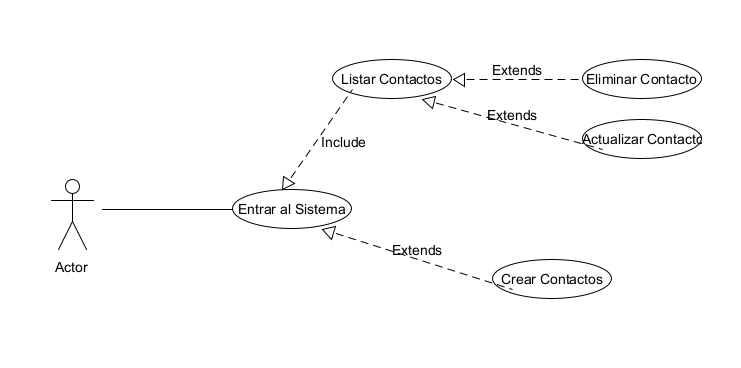 Listar Contactos
Extends
Eliminar Contacto
Extends
Actualizar Contacto
Include
Entrar al Sistema
Extends
Actor
Crear Contactos